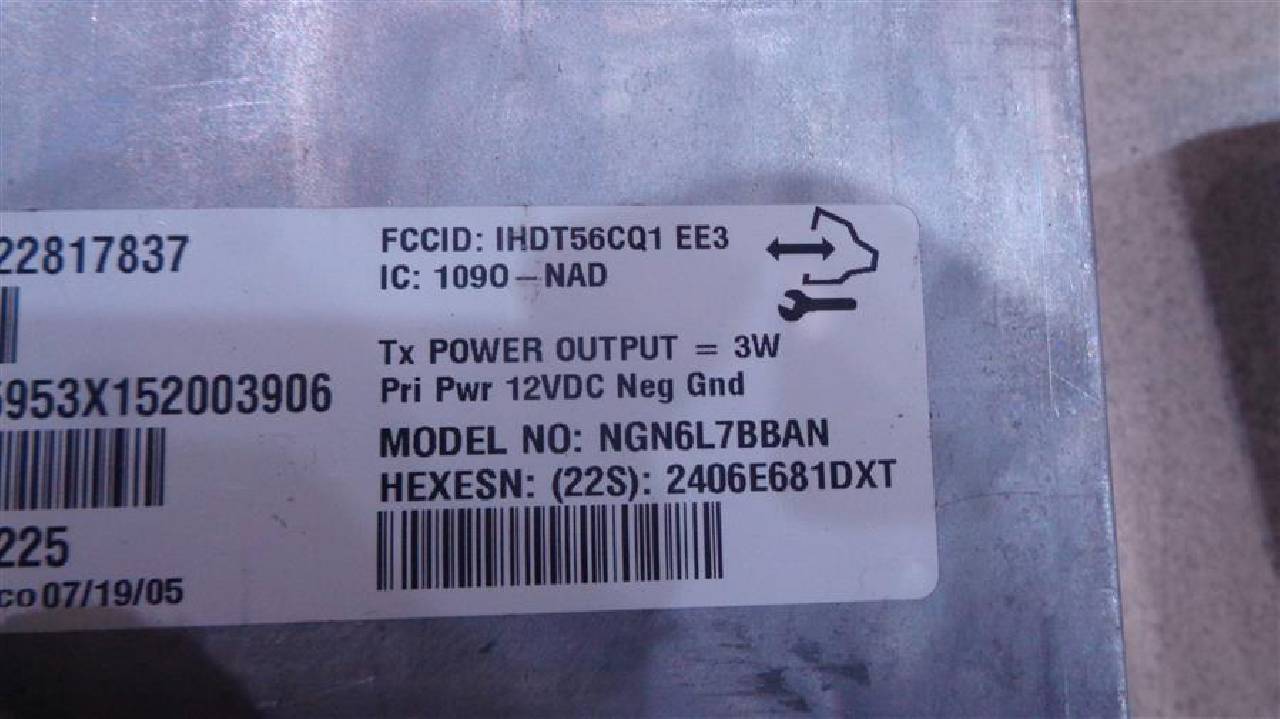 22817837
5953X152003906
225
co 07/19/05
FCCID: IHDT56CQ1 EE3
IC: 1090-NAD
Tx POWER OUTPUT = 3W
Pri Pwr 12VDC Neg Gnd
MODEL NO: NGN6L7BBAN
HEXESN: (22S): 2406E681DXT